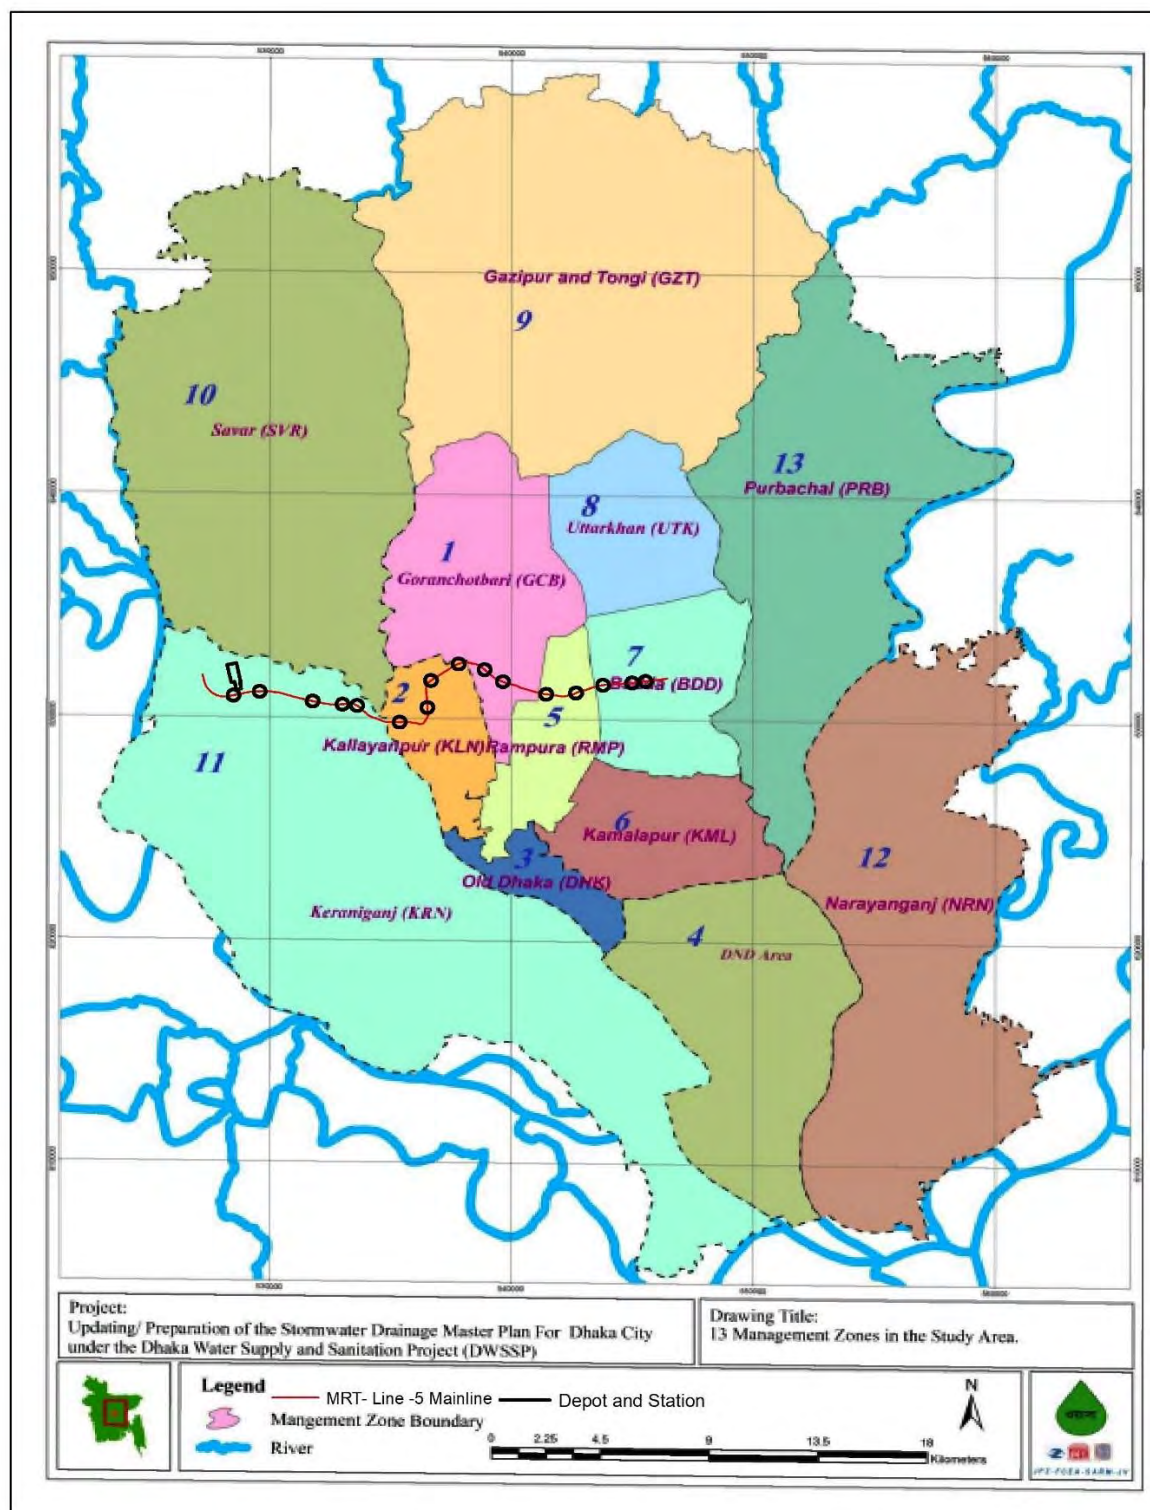 Gazipur and Tongi (GZT)
9
10
Savar (SVR)
13
Purbachal (PRB)
8
Uttarkhan (UTK)
1
Goranchotbari (GCB)
7
(BDD)
2
5
Kallayanpur (KLN)
Rampura (RMP)
11
6
Kamalapur (KML)
3
Old Dhaka (DHK)
12
Narayanganj (NRN)
Keraniganj (KRN)
4
DND Area
Project:
Updating/ Preparation of the Stormwater Drainage Master Plan For Dhaka City
under the Dhaka Water Supply and Sanitation Project (DWSSP)
Drawing Title:
13 Management Zones in the Study Area.
Legend
MRT- Line -5 Mainline
Depot and Station
Mangement Zone Boundary
River
N
0 2.25 4.5 9 13.5 18
Kilometers